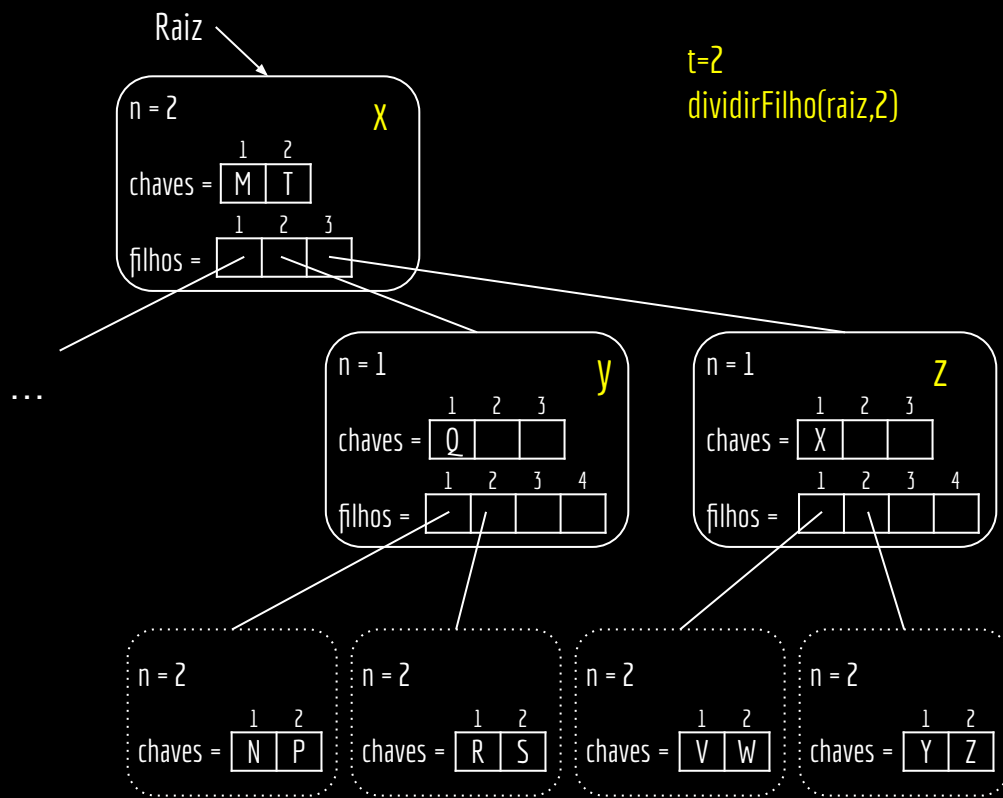 Raiz
t=2
dividirFilho(raiz,2)
n = 2
x
1 2
chaves = M T
1 2 3
filhos =
...
n = 1
y
1 2 3
chaves = Q
1 2 3 4
filhos =
n = 1
z
1 2 3
chaves = X
1 2 3 4
filhos =
n = 2
1 2
chaves = N P
n = 2
1 2
chaves = R S
n = 2
1 2
chaves = V W
n = 2
1 2
chaves = Y Z